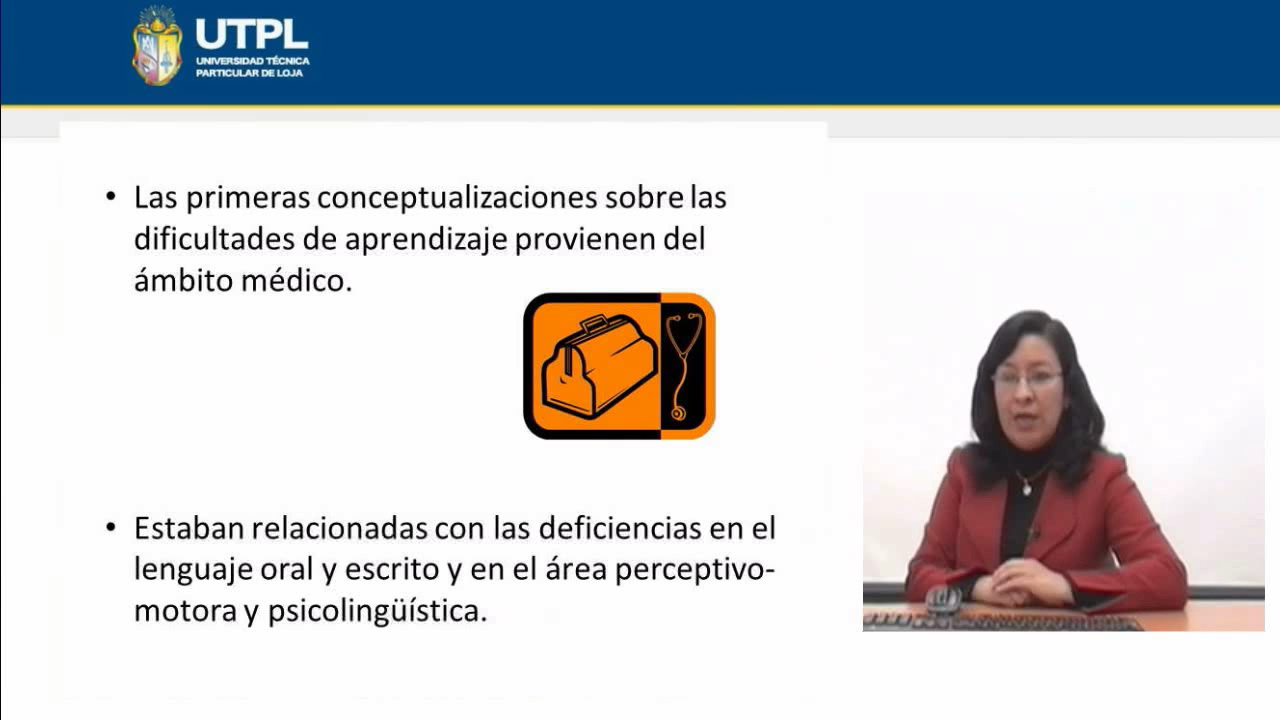 UTPL
UNIVERSIDAD TÉCNICA
PARTICULAR DE LOJA
• Las primeras conceptualizaciones sobre las
dificultades de aprendizaje provienen del
ámbito médico.
• Estaban relacionadas con las deficiencias en el
lenguaje oral y escrito y en el área perceptivo-
motora y psicolingüística.